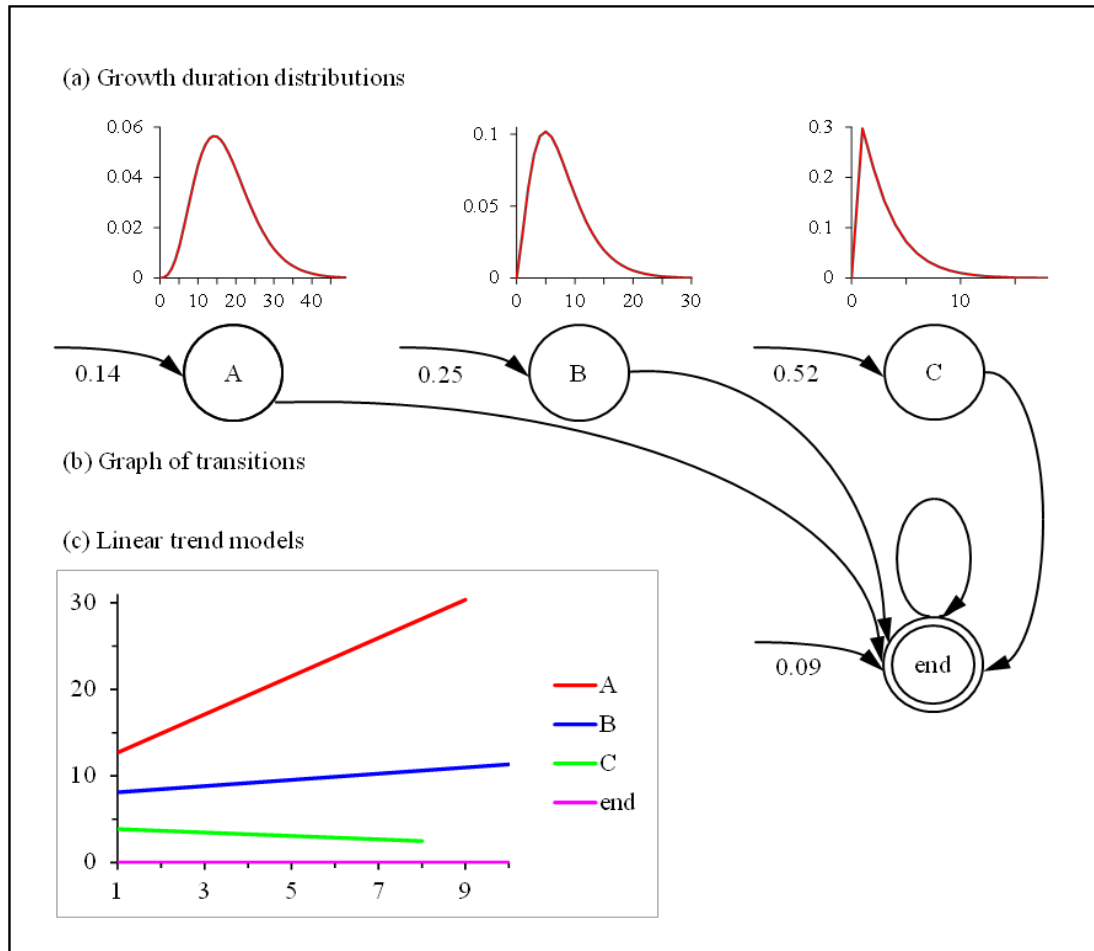 (a) Growth duration distributions
0.06
0.04
0.02
0
0 10 20 30 40
0.1
0.05
0
0 10 20 30
0.3
0.2
0.1
0
0 10
0.14
A
0.25
B
0.52
C
(b) Graph of transitions
(c) Linear trend models
30
20
10
0
1 3 5 7 9
A
B
C
end
0.09
end